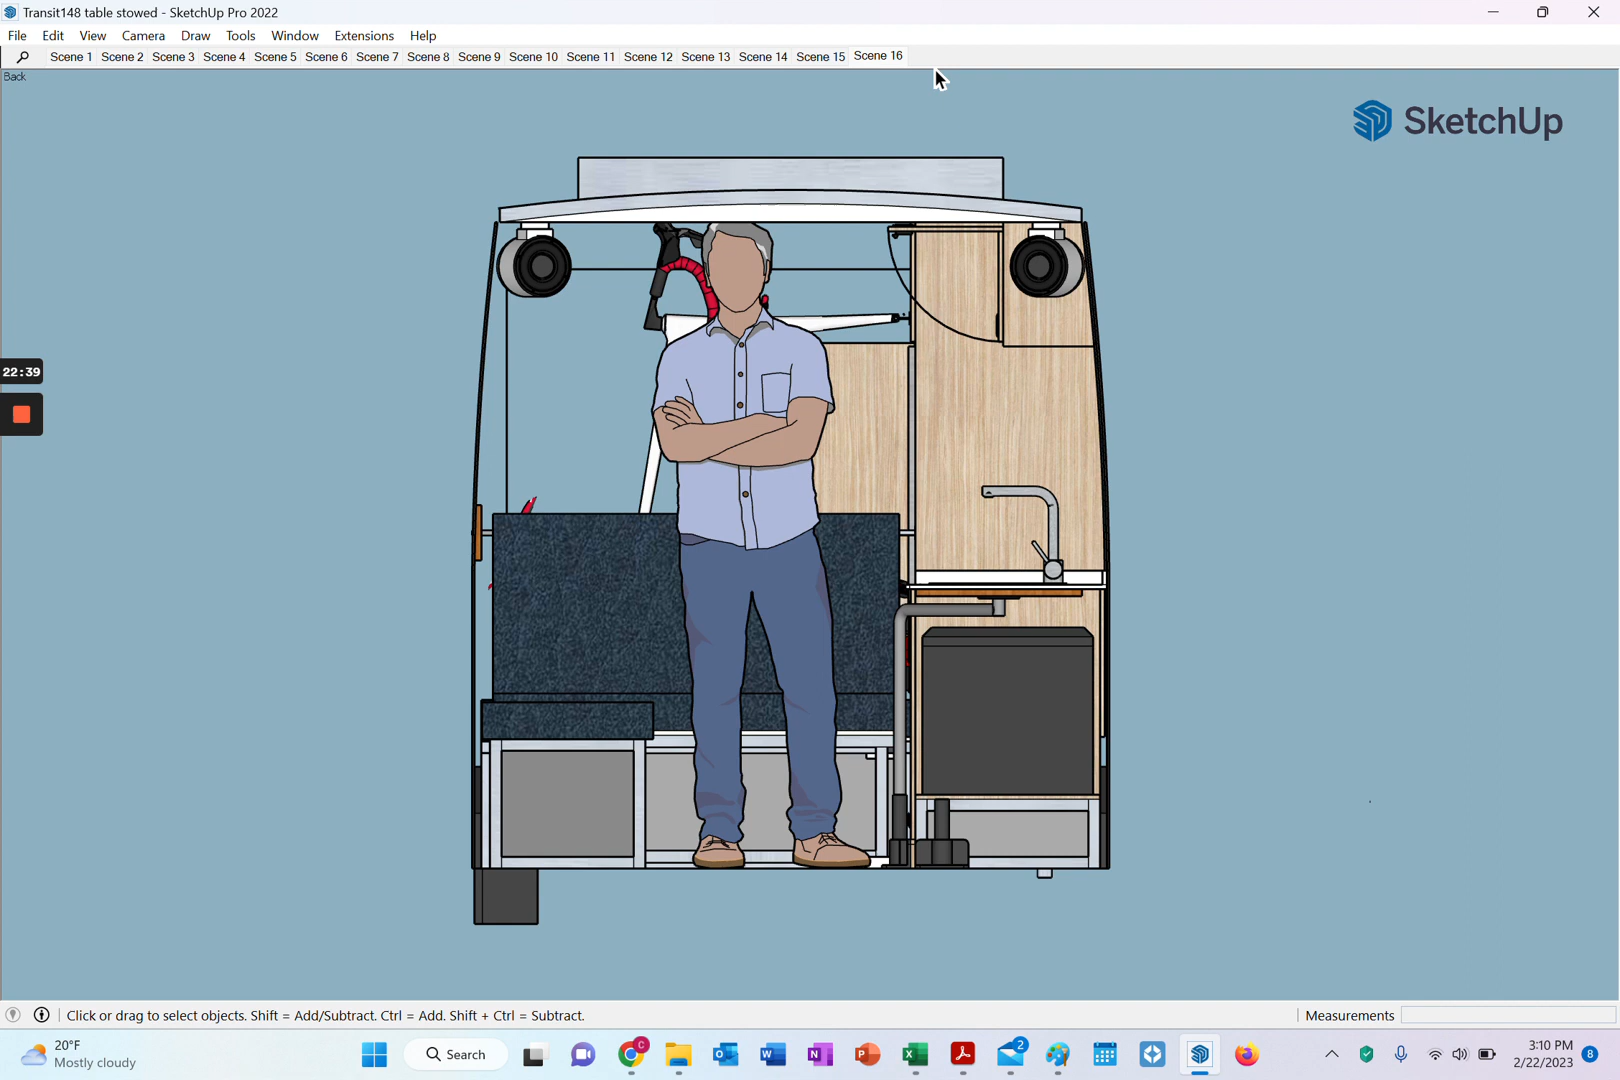 Transit148 table stowed - SketchUp Pro 2022
File Edit View Camera Draw Tools Window Extensions Help
Scene 1 Scene 2 Scene 3 Scene 4 Scene 5 Scene 6 Scene 7 Scene 8 Scene 9 Scene 10 Scene 11 Scene 12 Scene 13 Scene 14 Scene 15 Scene 16
Back
SketchUp
22:39
Click or drag to select objects. Shift = Add/Subtract. Ctrl = Add. Shift + Ctrl = Subtract.
Measurements
20°F
Mostly cloudy
Search
C
2
3:10 PM
2/22/2023
8